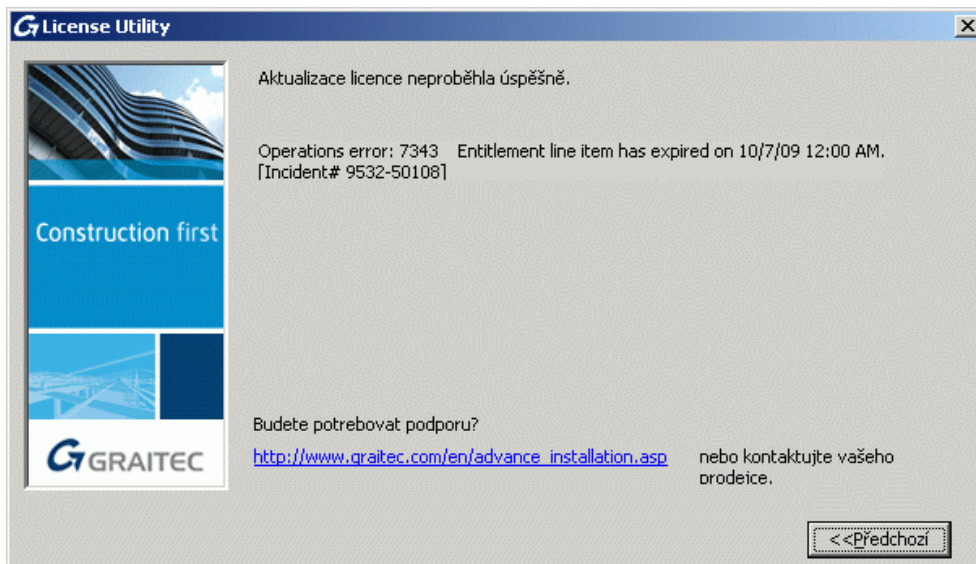 License Utility
Aktualizace licence neproběhla úspěšně.
Operations error: 7343 Entitlement line item has expired on 10/7/09 12:00 AM.
[Incident# 9532-50108]
Construction first
GRAITEC
Budete potrebovat podporu?
http://www.graitec.com/en/advance_installation.asp nebo kontaktujte vašeho
prodejce.
<<Předchozí